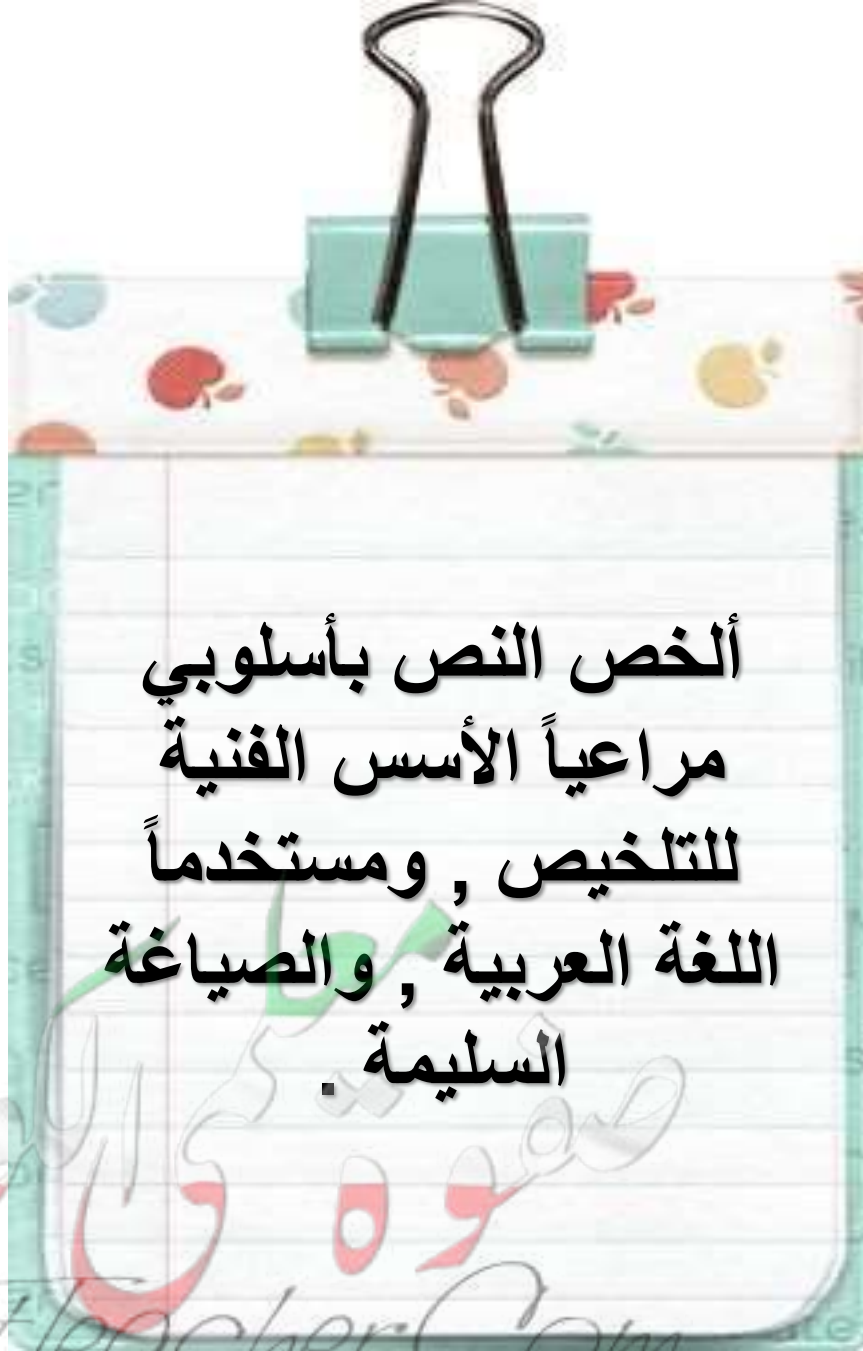 ألخص النص بأسلوبي
مراعياً الأسس الفنية
للتلخيص , ومستخدماً
اللغة العربية , والصياغة
السليمة .